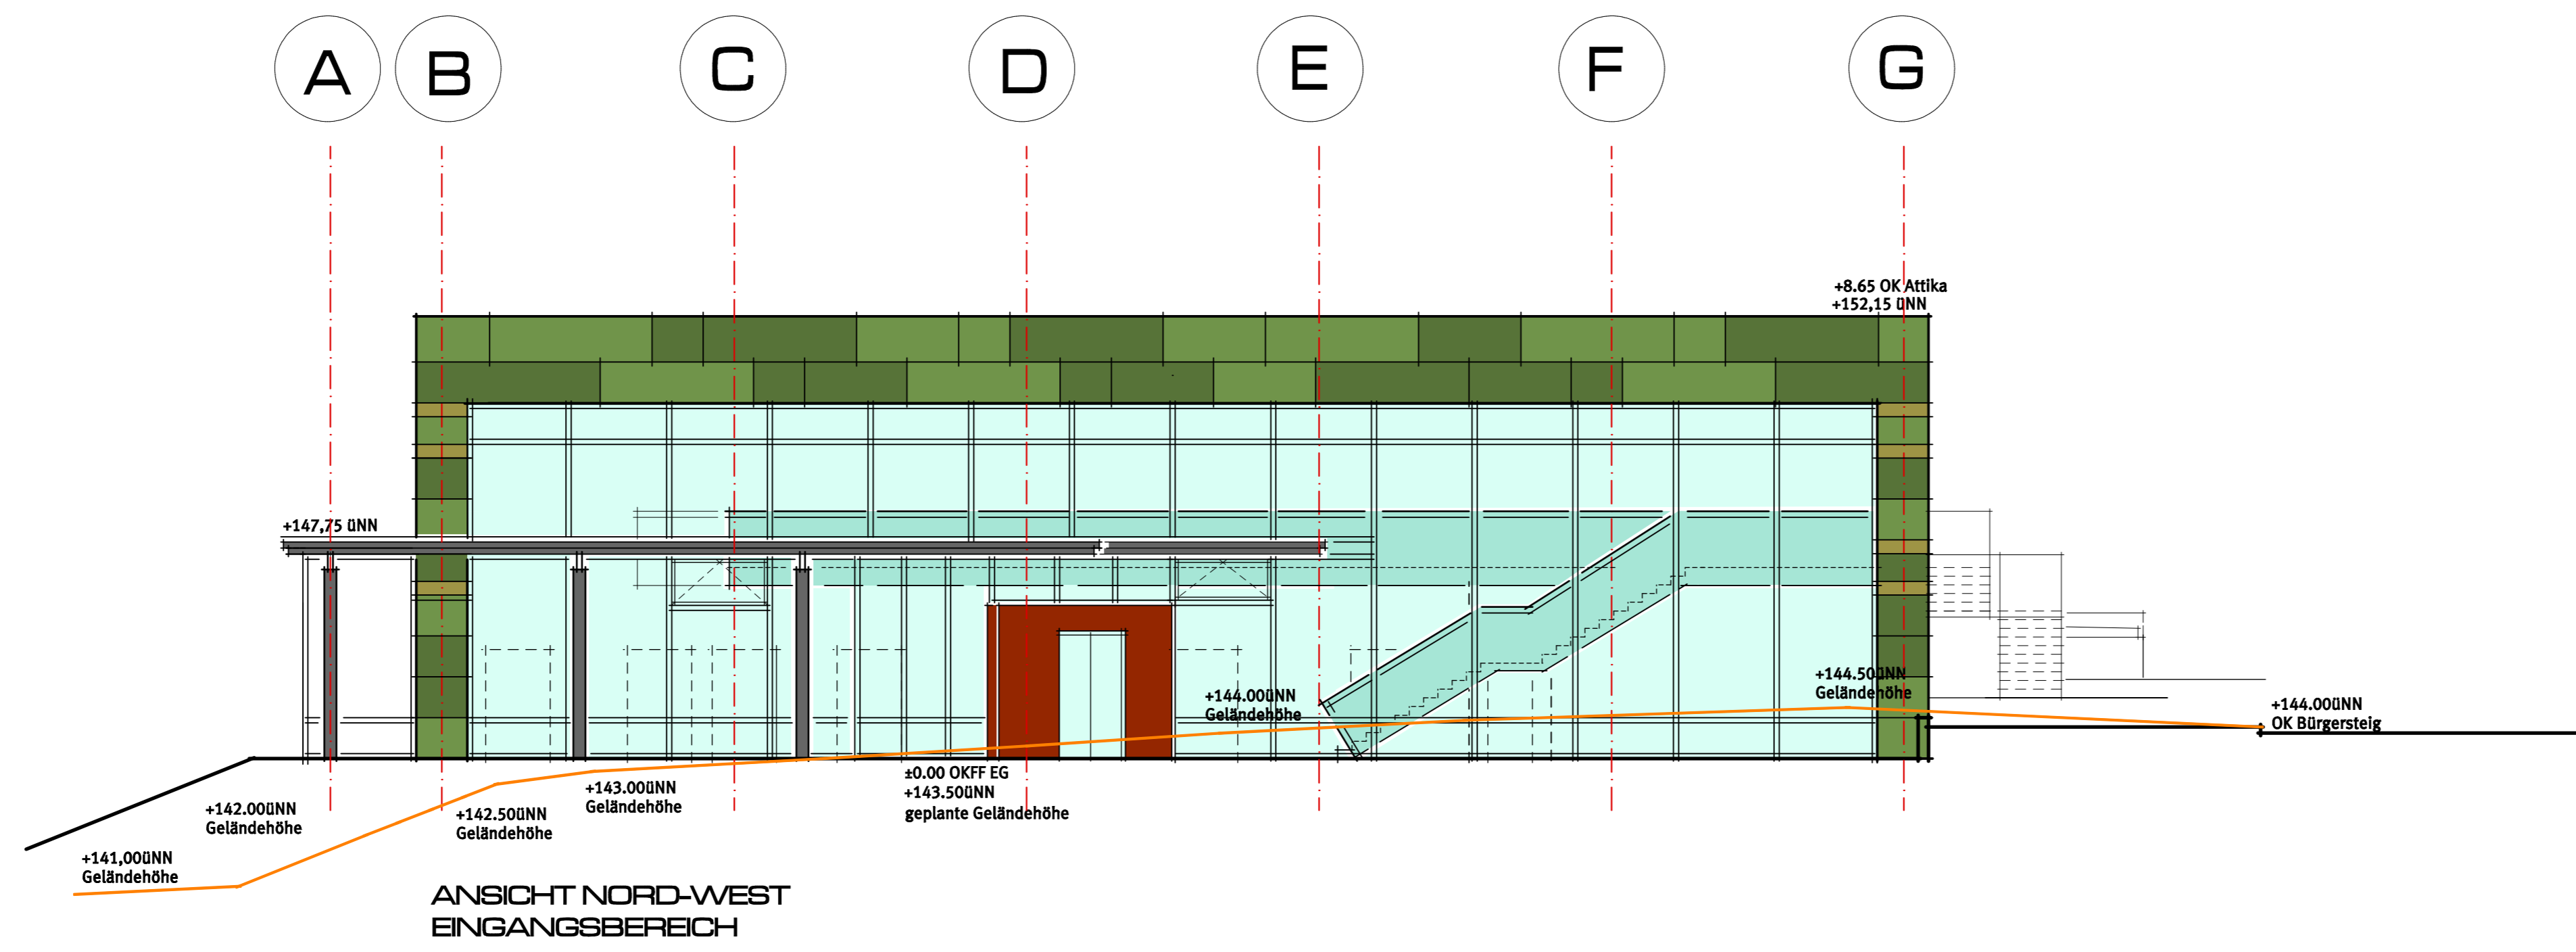 A
B
C
D
E
F
G
+8.65 OK Attika
+152,15 üNN
+147,75 üNN
+144.50üNN
Geländehöhe
+144.00üNN
Geländehöhe
+144.00üNN
OK Bürgersteig
±0.00 OKFF EG
+143.50üNN
geplante Geländehöhe
+143.00üNN
Geländehöhe
+142.00üNN
Geländehöhe
+142.50üNN
Geländehöhe
+141,00üNN
Geländehöhe
ANSICHT NORD-WEST
EINGANGSBEREICH